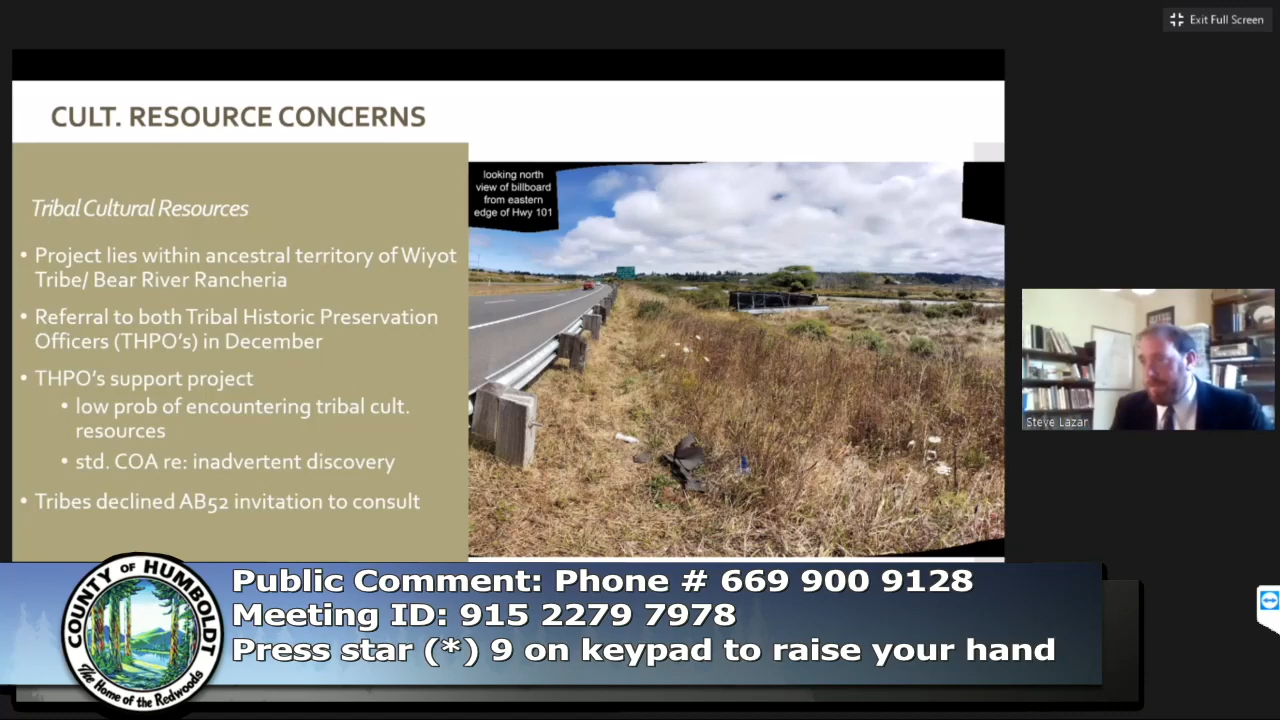 Exit Full Screen
CULT. RESOURCE CONCERNS
Tribal Cultural Resources
• Project lies within ancestral territory of Wiyot
Tribe/ Bear River Rancheria
• Referral to both Tribal Historic Preservation
Officers (THPO's) in December
• THPO's support project
• low prob of encountering tribal cult.
resources
• std. COA re: inadvertent discovery
• Tribes declined AB52 invitation to consult
looking north
view of billboard
from eastern
edge of Hwy 101
Steve Lazar
COUNTY OF HUMBOLDT
The Home of the Redwoods
Public Comment: Phone # 669 900 9128
Meeting ID: 915 2279 7978
Press star (*) 9 on keypad to raise your hand